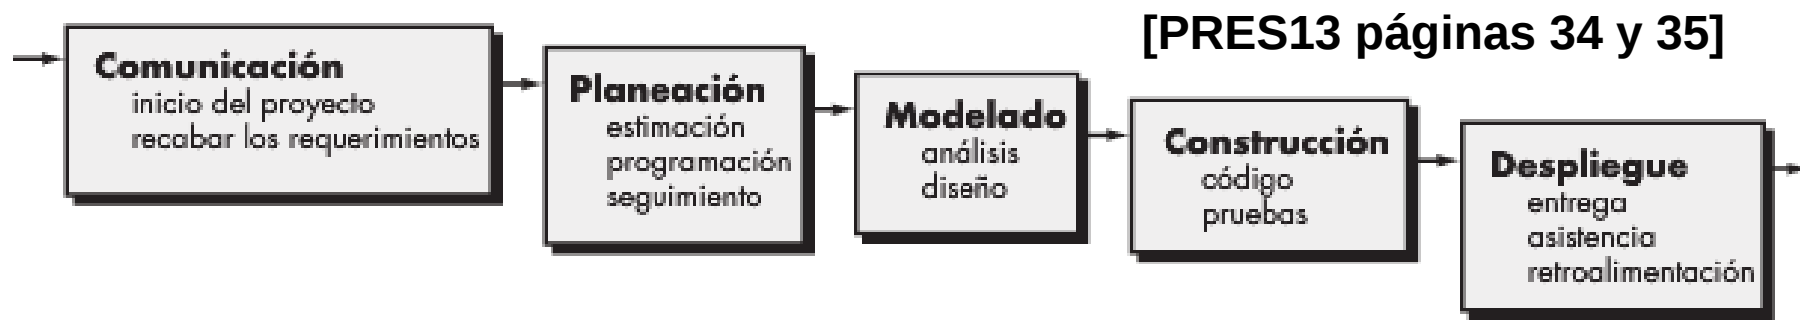 [PRES13 páginas 34 y 35]
Comunicación
inicio del proyecto
recabar los requerimientos
Planeación
estimación
programación
seguimiento
Modelado
análisis
diseño
Construcción
código
pruebas
Despliegue
entrega
asistencia
retroalimentación